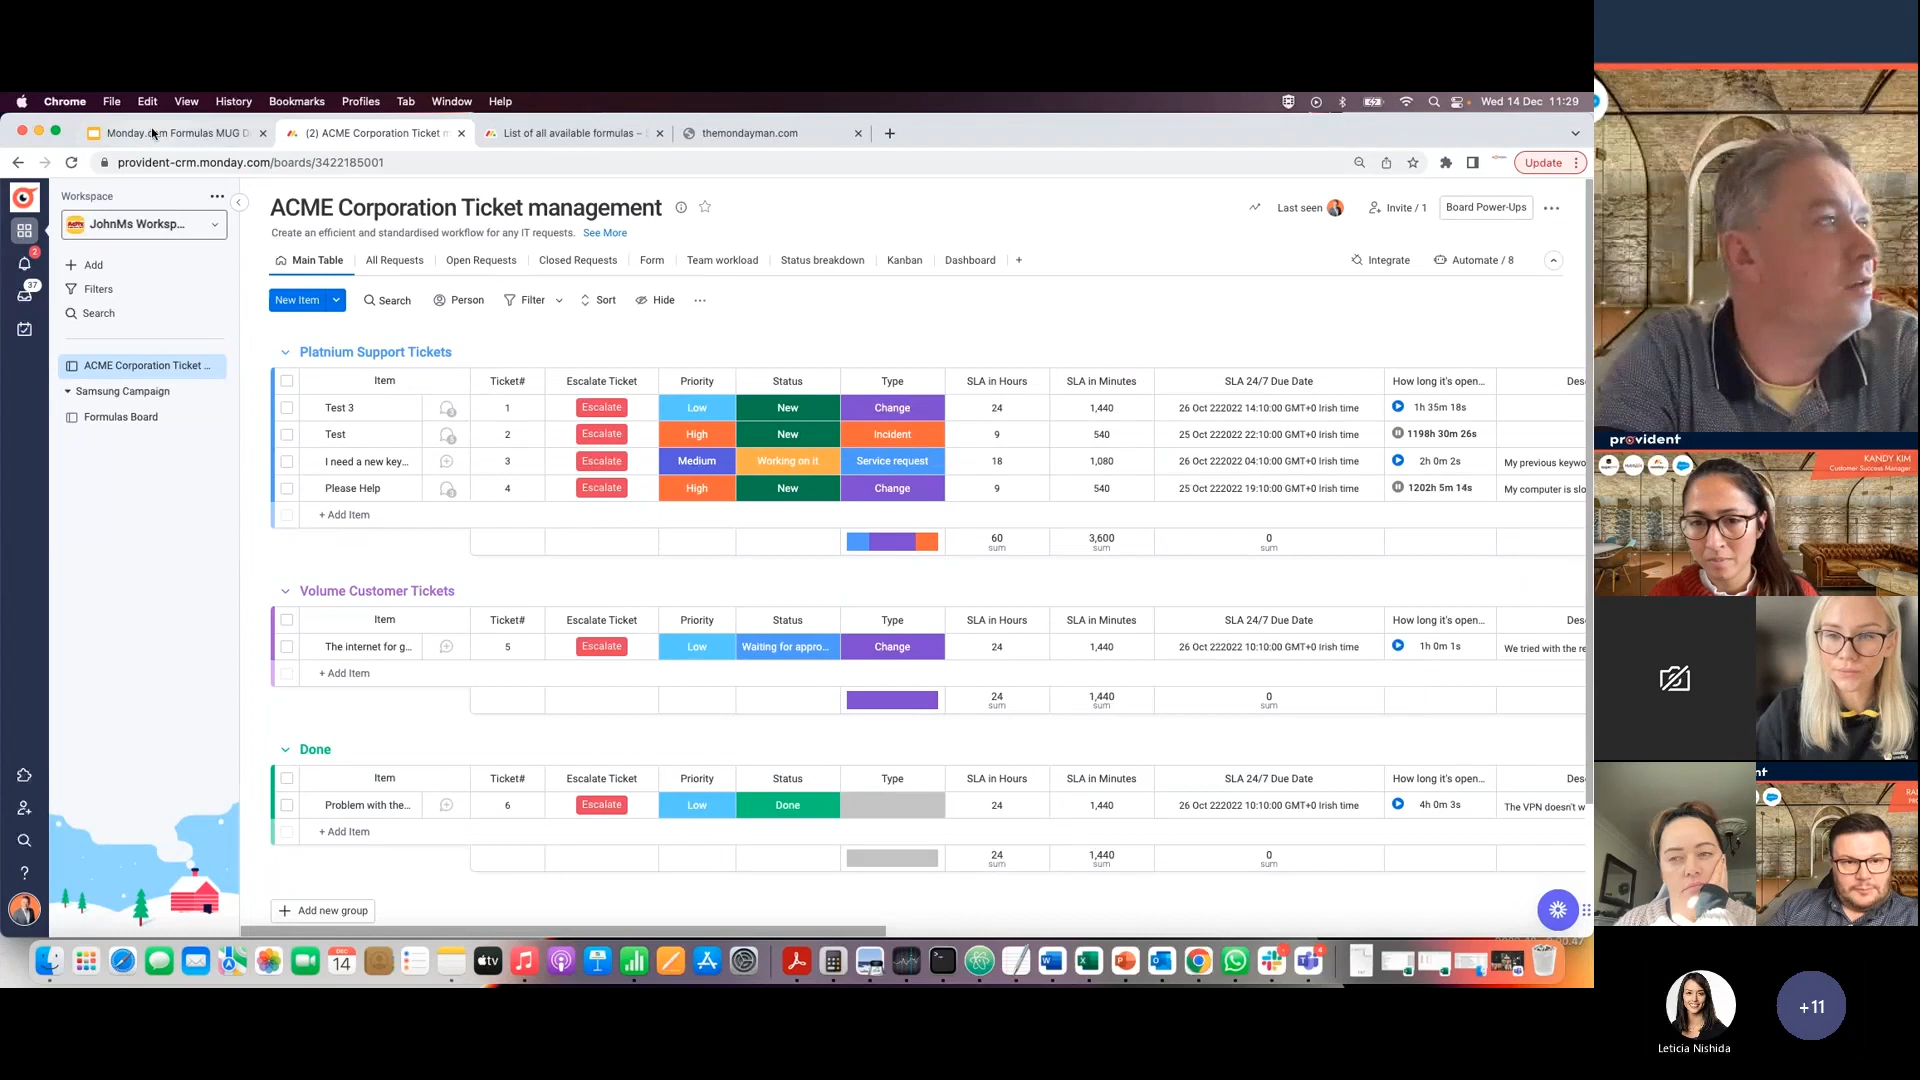 Chrome File Edit View History Bookmarks Profiles Tab Window Help Wed 14 Dec 11:29
Monday.com Formulas MUG D (2) ACME Corporation Ticket m List of all available formulas – themondayman.com
provident-crm.monday.com/boards/3422185001 Update
Workspace
JohnMs Worksp...
Add
Filters
Search
ACME Corporation Ticket ...
Samsung Campaign
Formulas Board
2
37
ACME Corporation Ticket management
Last seen Invite / 1 Board Power-Ups
Create an efficient and standardised workflow for any IT requests. See More
Main Table All Requests Open Requests Closed Requests Form Team workload Status breakdown Kanban Dashboard + Integrate Automate / 8
New Item Search Person Filter Sort Hide
Platnium Support Tickets
Item Ticket# Escalate Ticket Priority Status Type SLA in Hours SLA in Minutes SLA 24/7 Due Date How long it's open... Des
Test 3 1 Escalate Low New Change 24 1,440 26 Oct 222022 14:10:00 GMT+0 Irish time 1h 35m 18s
Test 2 Escalate High New Incident 9 540 25 Oct 222022 22:10:00 GMT+0 Irish time 1198h 30m 26s
I need a new key... 3 Escalate Medium Working on it Service request 18 1,080 26 Oct 222022 04:10:00 GMT+0 Irish time 2h 0m 2s My previous keywo
Please Help 4 Escalate High New Change 9 540 25 Oct 222022 19:10:00 GMT+0 Irish time 1202h 5m 14s My computer is slo
+ Add Item
60 3,600 0
sum sum sum
Volume Customer Tickets
Item Ticket# Escalate Ticket Priority Status Type SLA in Hours SLA in Minutes SLA 24/7 Due Date How long it's open... Des
The internet for g... 5 Escalate Low Waiting for appro... Change 24 1,440 26 Oct 222022 10:10:00 GMT+0 Irish time 1h 0m 1s We tried with the re
+ Add Item
24 1,440 0
sum sum sum
Done
Item Ticket# Escalate Ticket Priority Status Type SLA in Hours SLA in Minutes SLA 24/7 Due Date How long it's open... Des
Problem with the... 6 Escalate Low Done 24 1,440 26 Oct 222022 10:10:00 GMT+0 Irish time 4h 0m 3s The VPN doesn't w
+ Add Item
24 1,440 0
sum sum sum
+ Add new group
DEC
14
tv
provident
KANDY KIM
Customer Success Manager
nt
RA
+11
Leticia Nishida